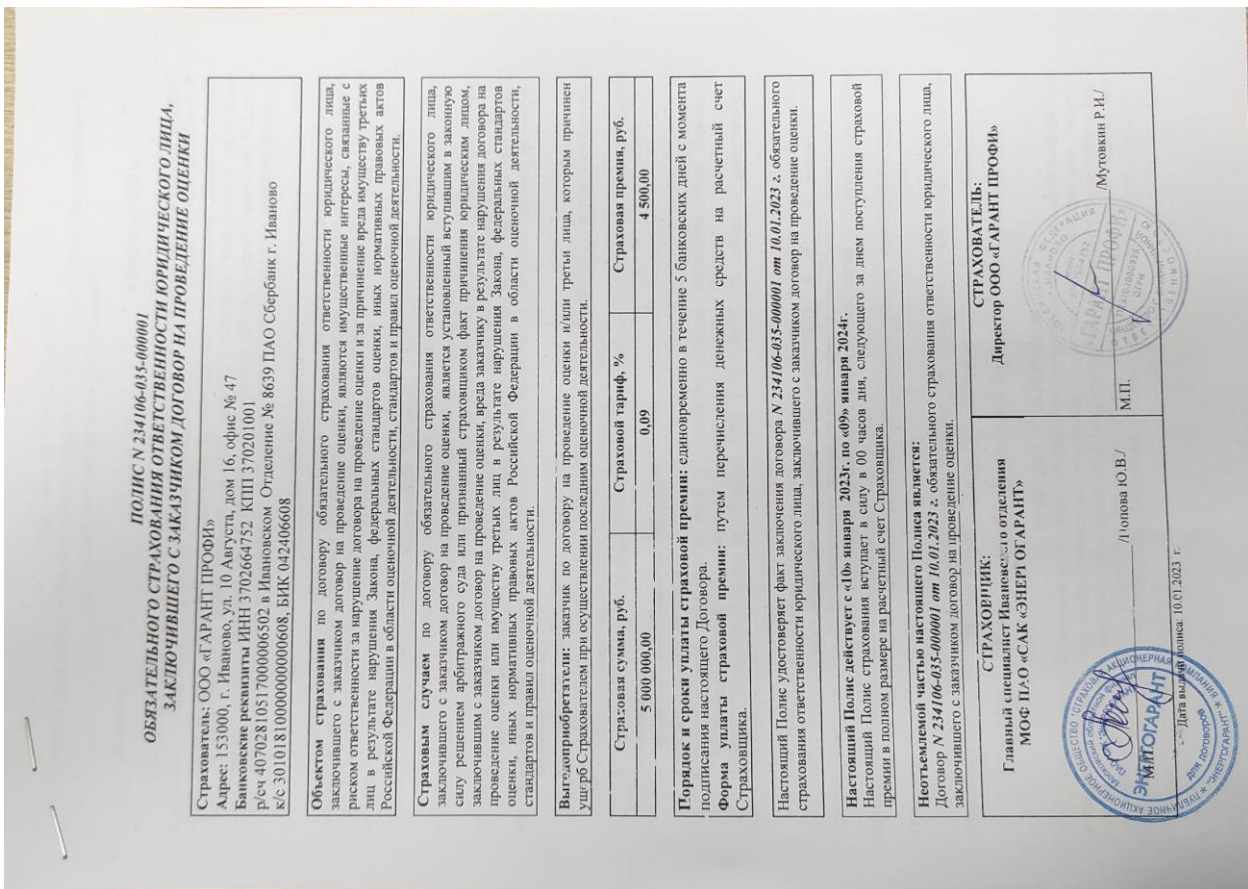 ПОЛИС N 234106-035-000001
ОБЯЗАТЕЛЬНОГО СТРАХОВАНИЯ ОТВЕТСТВЕННОСТИ ЮРИДИЧЕСКОГО ЛИЦА,
ЗАКЛЮЧИВШЕГО С ЗАКАЗЧИКОМ ДОГОВОР НА ПРОВЕДЕНИЕ ОЦЕНКИ
Страхователь: ООО «ГАРАНТ ПРОФИ»
Адрес: 153000, г. Иваново, ул. 10 Августа, дом 16, офис № 47
Банковские реквизиты ИНН 3702664752 КПП 370201001
р/сч 40702810517000006502 в Ивановском Отделение № 8639 ПАО Сбербанк г. Иваново
к/с 30101810000000000608, БИК 042406608
Объектом страхования по договору обязательного страхования ответственности юридического лица,
заключившего с заказчиком договор на проведение оценки, являются имущественные интересы, связанные с
риском ответственности за нарушение договора на проведение оценки и за причинение вреда имуществу третьих
лиц в результате нарушения Закона, федеральных стандартов оценки, иных нормативных правовых актов
Российской Федерации в области оценочной деятельности, стандартов и правил оценочной деятельности.
Страховым случаем по договору обязательного страхования ответственности юридического лица,
заключившего с заказчиком договор на проведение оценки, является установленный вступившим в законную
силу решением арбитражного суда или признанный страховщиком факт причинения юридическим лицом,
заключившим с заказчиком договор на проведение оценки, вреда заказчику в результате нарушения договора на
проведение оценки или имуществу третьих лиц в результате нарушения Закона, федеральных стандартов
оценки, иных нормативных правовых актов Российской Федерации в области оценочной деятельности,
стандартов и правил оценочной деятельности.
Выгодоприобретатели: заказчик по договору на проведение оценки и/или третьи лица, которым причинен
ущерб Страхователем при осуществлении последним оценочной деятельности.
Страховая сумма, руб. Страховой тариф, % Страховая премия, руб.
5 000 000,00 0,09 4 500,00
Порядок и сроки уплаты страховой премии: единовременно в течение 5 банковских дней с момента
подписания настоящего Договора.
Форма уплаты страховой премии: путем перечисления денежных средств на расчетный счет
Страховщика.
Настоящий Полис удостоверяет факт заключения договора N 234106-035-000001 от 10.01.2023 г. обязательного
страхования ответственности юридического лица, заключившего с заказчиком договор на проведение оценки.
Настоящий Полис действует с «10» января 2023г. по «09» января 2024г.
Настоящий Полис страхования вступает в силу в 00 часов дня, следующего за днем поступления страховой
премии в полном размере на расчетный счет Страховщика.
Неотъемлемой частью настоящего Полиса является:
Договор N 234106-035-000001 от 10.01.2023 г. обязательного страхования ответственности юридического лица,
заключившего с заказчиком договор на проведение оценки.
СТРАХОВЩИК:
Главный специалист Ивановского отделения
МОФ ПАО «САК «ЭНЕРГОГАРАНТ»
/Попова Ю.В./
М.П.
ЭНЕРГОГАРАНТ
для договоров
Дата выдачи полиса: 10.01.2023 г.
СТРАХОВАТЕЛЬ:
Директор ООО «ГАРАНТ ПРОФИ»
/Мутовкин Р.И./
М.П.